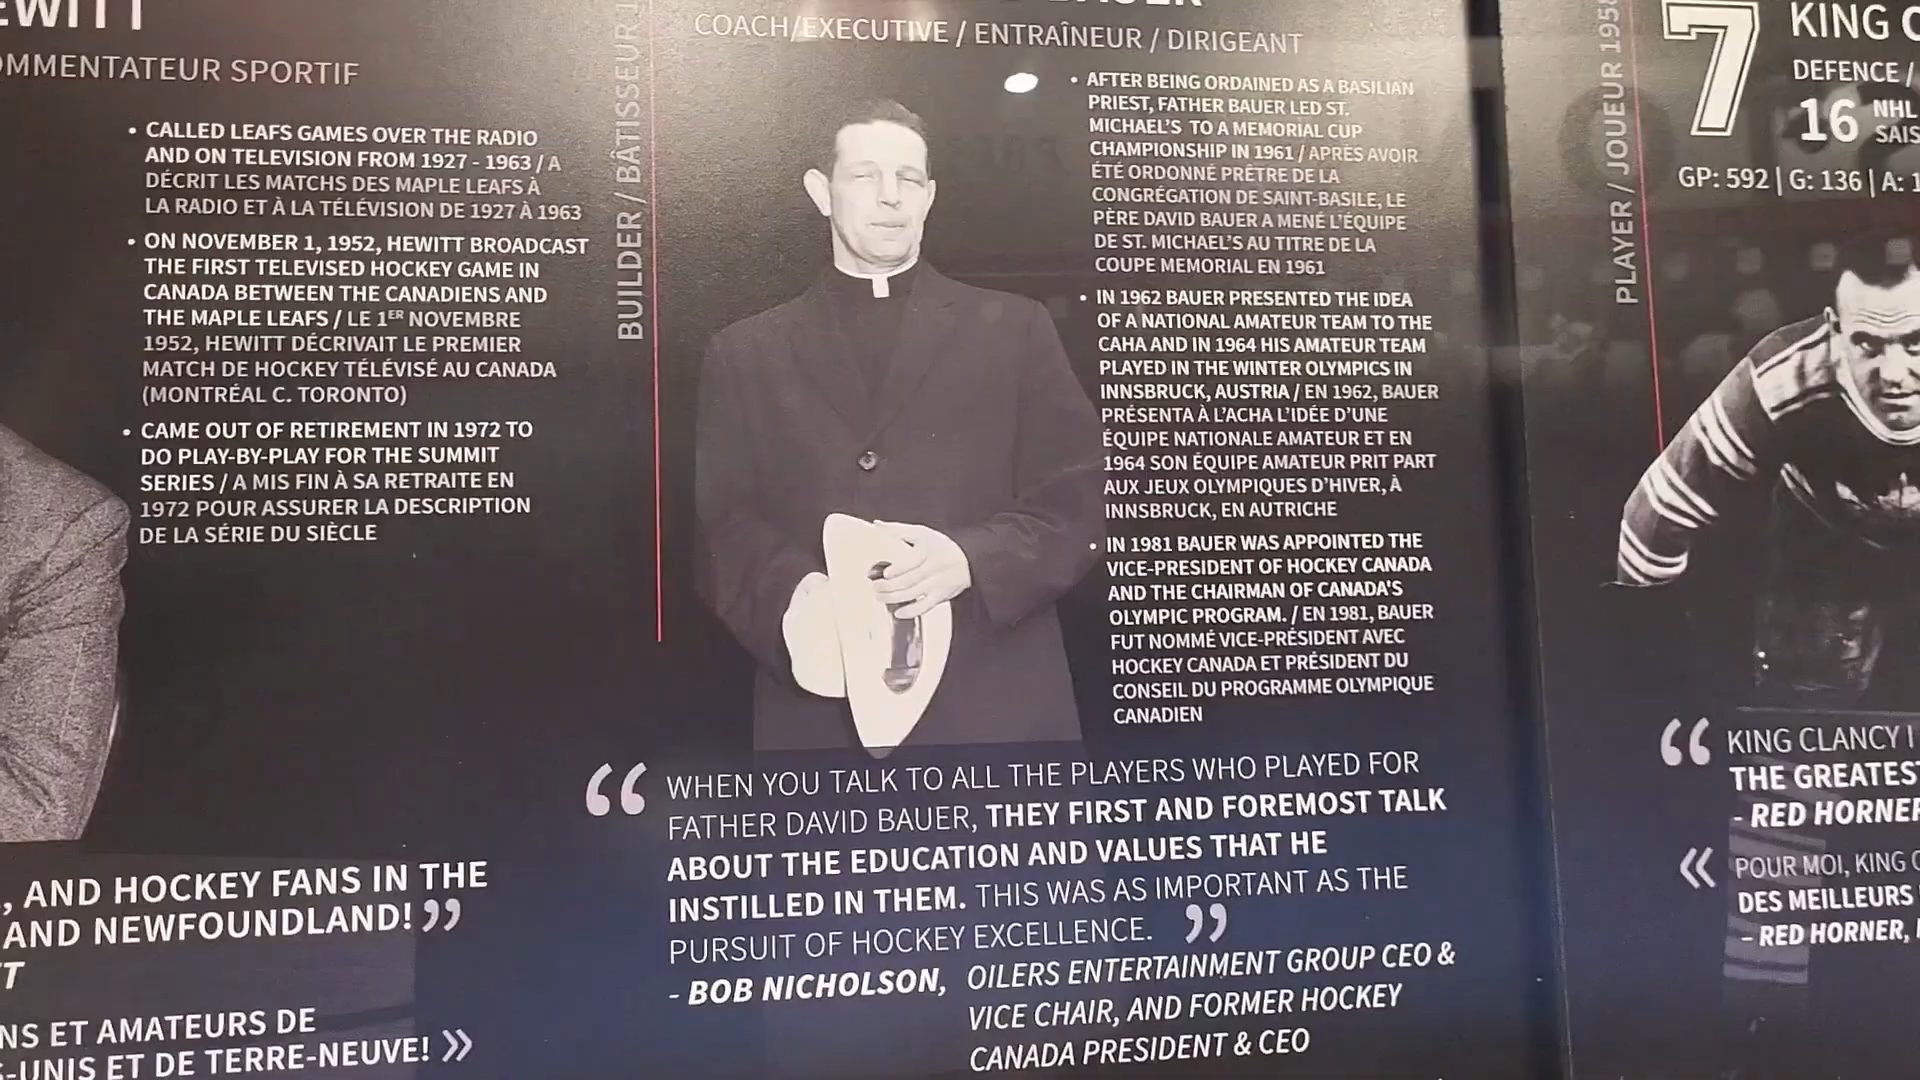 COMMENTATEUR SPORTIF
• CALLED LEAFS GAMES OVER THE RADIO
AND ON TELEVISION FROM 1927 - 1963 / A
DÉCRIT LES MATCHS DES MAPLE LEAFS À
LA RADIO ET À LA TÉLÉVISION DE 1927 À 1963
• ON NOVEMBER 1, 1952, HEWITT BROADCAST
THE FIRST TELEVISED HOCKEY GAME IN
CANADA BETWEEN THE CANADIENS AND
THE MAPLE LEAFS / LE 1ER NOVEMBRE
1952, HEWITT DÉCRIVAIT LE PREMIER
MATCH DE HOCKEY TÉLÉVISÉ AU CANADA
(MONTRÉAL C. TORONTO)
• CAME OUT OF RETIREMENT IN 1972 TO
DO PLAY-BY-PLAY FOR THE SUMMIT
SERIES / A MIS FIN À SA RETRAITE EN
1972 POUR ASSURER LA DESCRIPTION
DE LA SÉRIE DU SIÈCLE
, AND HOCKEY FANS IN THE
AND NEWFOUNDLAND! ”
NS ET AMATEURS DE
-UNIS ET DE TERRE-NEUVE! »
BUILDER / BÂTISSEUR
COACH/EXECUTIVE / ENTRAÎNEUR / DIRIGEANT
• AFTER BEING ORDAINED AS A BASILIAN
PRIEST, FATHER BAUER LED ST.
MICHAEL'S TO A MEMORIAL CUP
CHAMPIONSHIP IN 1961 / APRÈS AVOIR
ÉTÉ ORDONNÉ PRÊTRE DE LA
CONGRÉGATION DE SAINT-BASILE, LE
PÈRE DAVID BAUER A MENÉ L'ÉQUIPE
DE ST. MICHAEL'S AU TITRE DE LA
COUPE MEMORIAL EN 1961
• IN 1962 BAUER PRESENTED THE IDEA
OF A NATIONAL AMATEUR TEAM TO THE
CAHA AND IN 1964 HIS AMATEUR TEAM
PLAYED IN THE WINTER OLYMPICS IN
INNSBRUCK, AUSTRIA / EN 1962, BAUER
PRÉSENTA À L'ACHA L'IDÉE D'UNE
ÉQUIPE NATIONALE AMATEUR ET EN
1964 SON ÉQUIPE AMATEUR PRIT PART
AUX JEUX OLYMPIQUES D'HIVER, À
INNSBRUCK, EN AUTRICHE
• IN 1981 BAUER WAS APPOINTED THE
VICE-PRESIDENT OF HOCKEY CANADA
AND THE CHAIRMAN OF CANADA'S
OLYMPIC PROGRAM. / EN 1981, BAUER
FUT NOMMÉ VICE-PRÉSIDENT AVEC
HOCKEY CANADA ET PRÉSIDENT DU
CONSEIL DU PROGRAMME OLYMPIQUE
CANADIEN
“ WHEN YOU TALK TO ALL THE PLAYERS WHO PLAYED FOR
FATHER DAVID BAUER, THEY FIRST AND FOREMOST TALK
ABOUT THE EDUCATION AND VALUES THAT HE
INSTILLED IN THEM. THIS WAS AS IMPORTANT AS THE
PURSUIT OF HOCKEY EXCELLENCE. ”
- BOB NICHOLSON, OILERS ENTERTAINMENT GROUP CEO &
VICE CHAIR, AND FORMER HOCKEY
CANADA PRESIDENT & CEO
PLAYER / JOUEUR 1958
7
KING
DEFENCE /
16 NHL
SAIS
GP: 592 | G: 136 | A: 1
“ KING CLANCY I
THE GREATEST
- RED HORNER
« POUR MOI, KING
DES MEILLEURS
- RED HORNER,